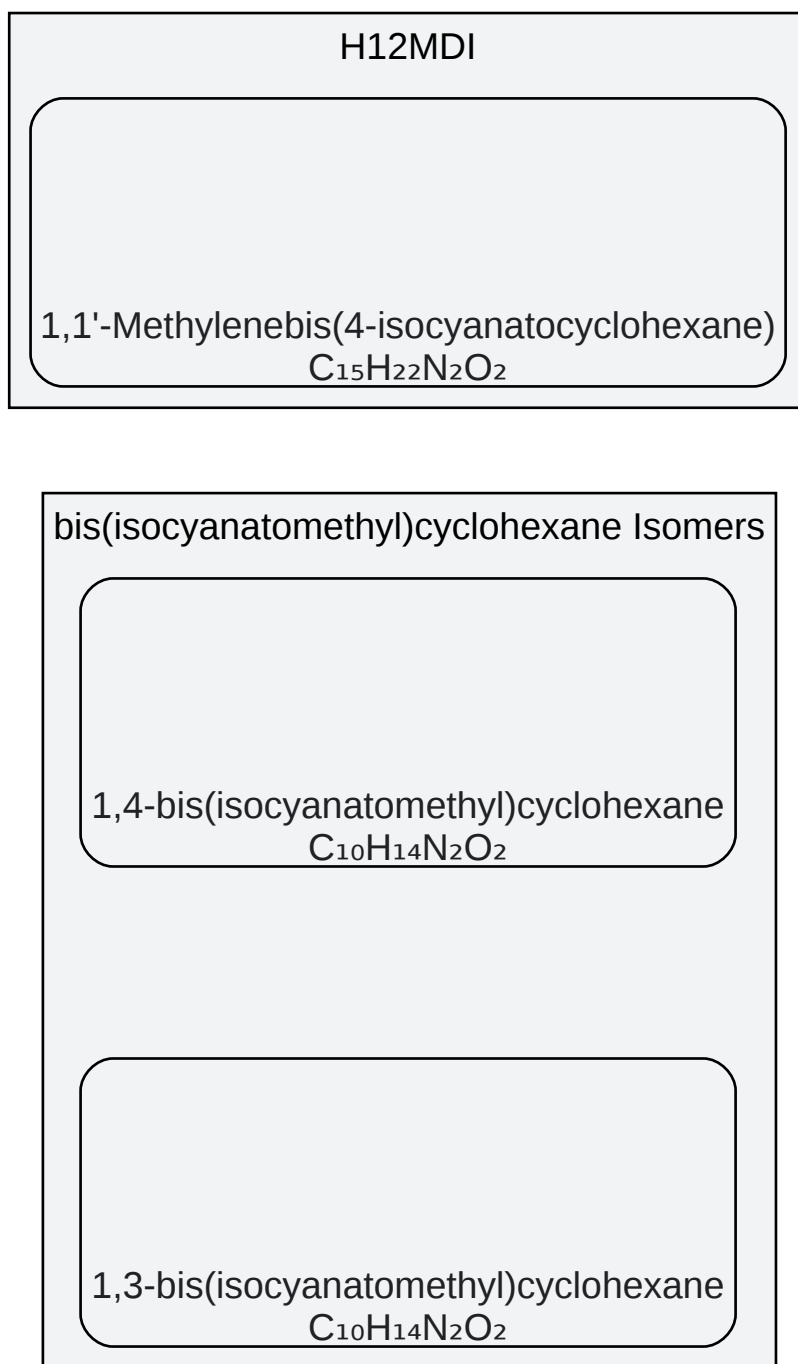 H12MDI
1,1'-Methylenebis(4-isocyanatocyclohexane)
C₁₅H₂₂N₂O₂
bis(isocyanatomethyl)cyclohexane Isomers
1,4-bis(isocyanatomethyl)cyclohexane
C₁₀H₁₄N₂O₂
1,3-bis(isocyanatomethyl)cyclohexane
C₁₀H₁₄N₂O₂